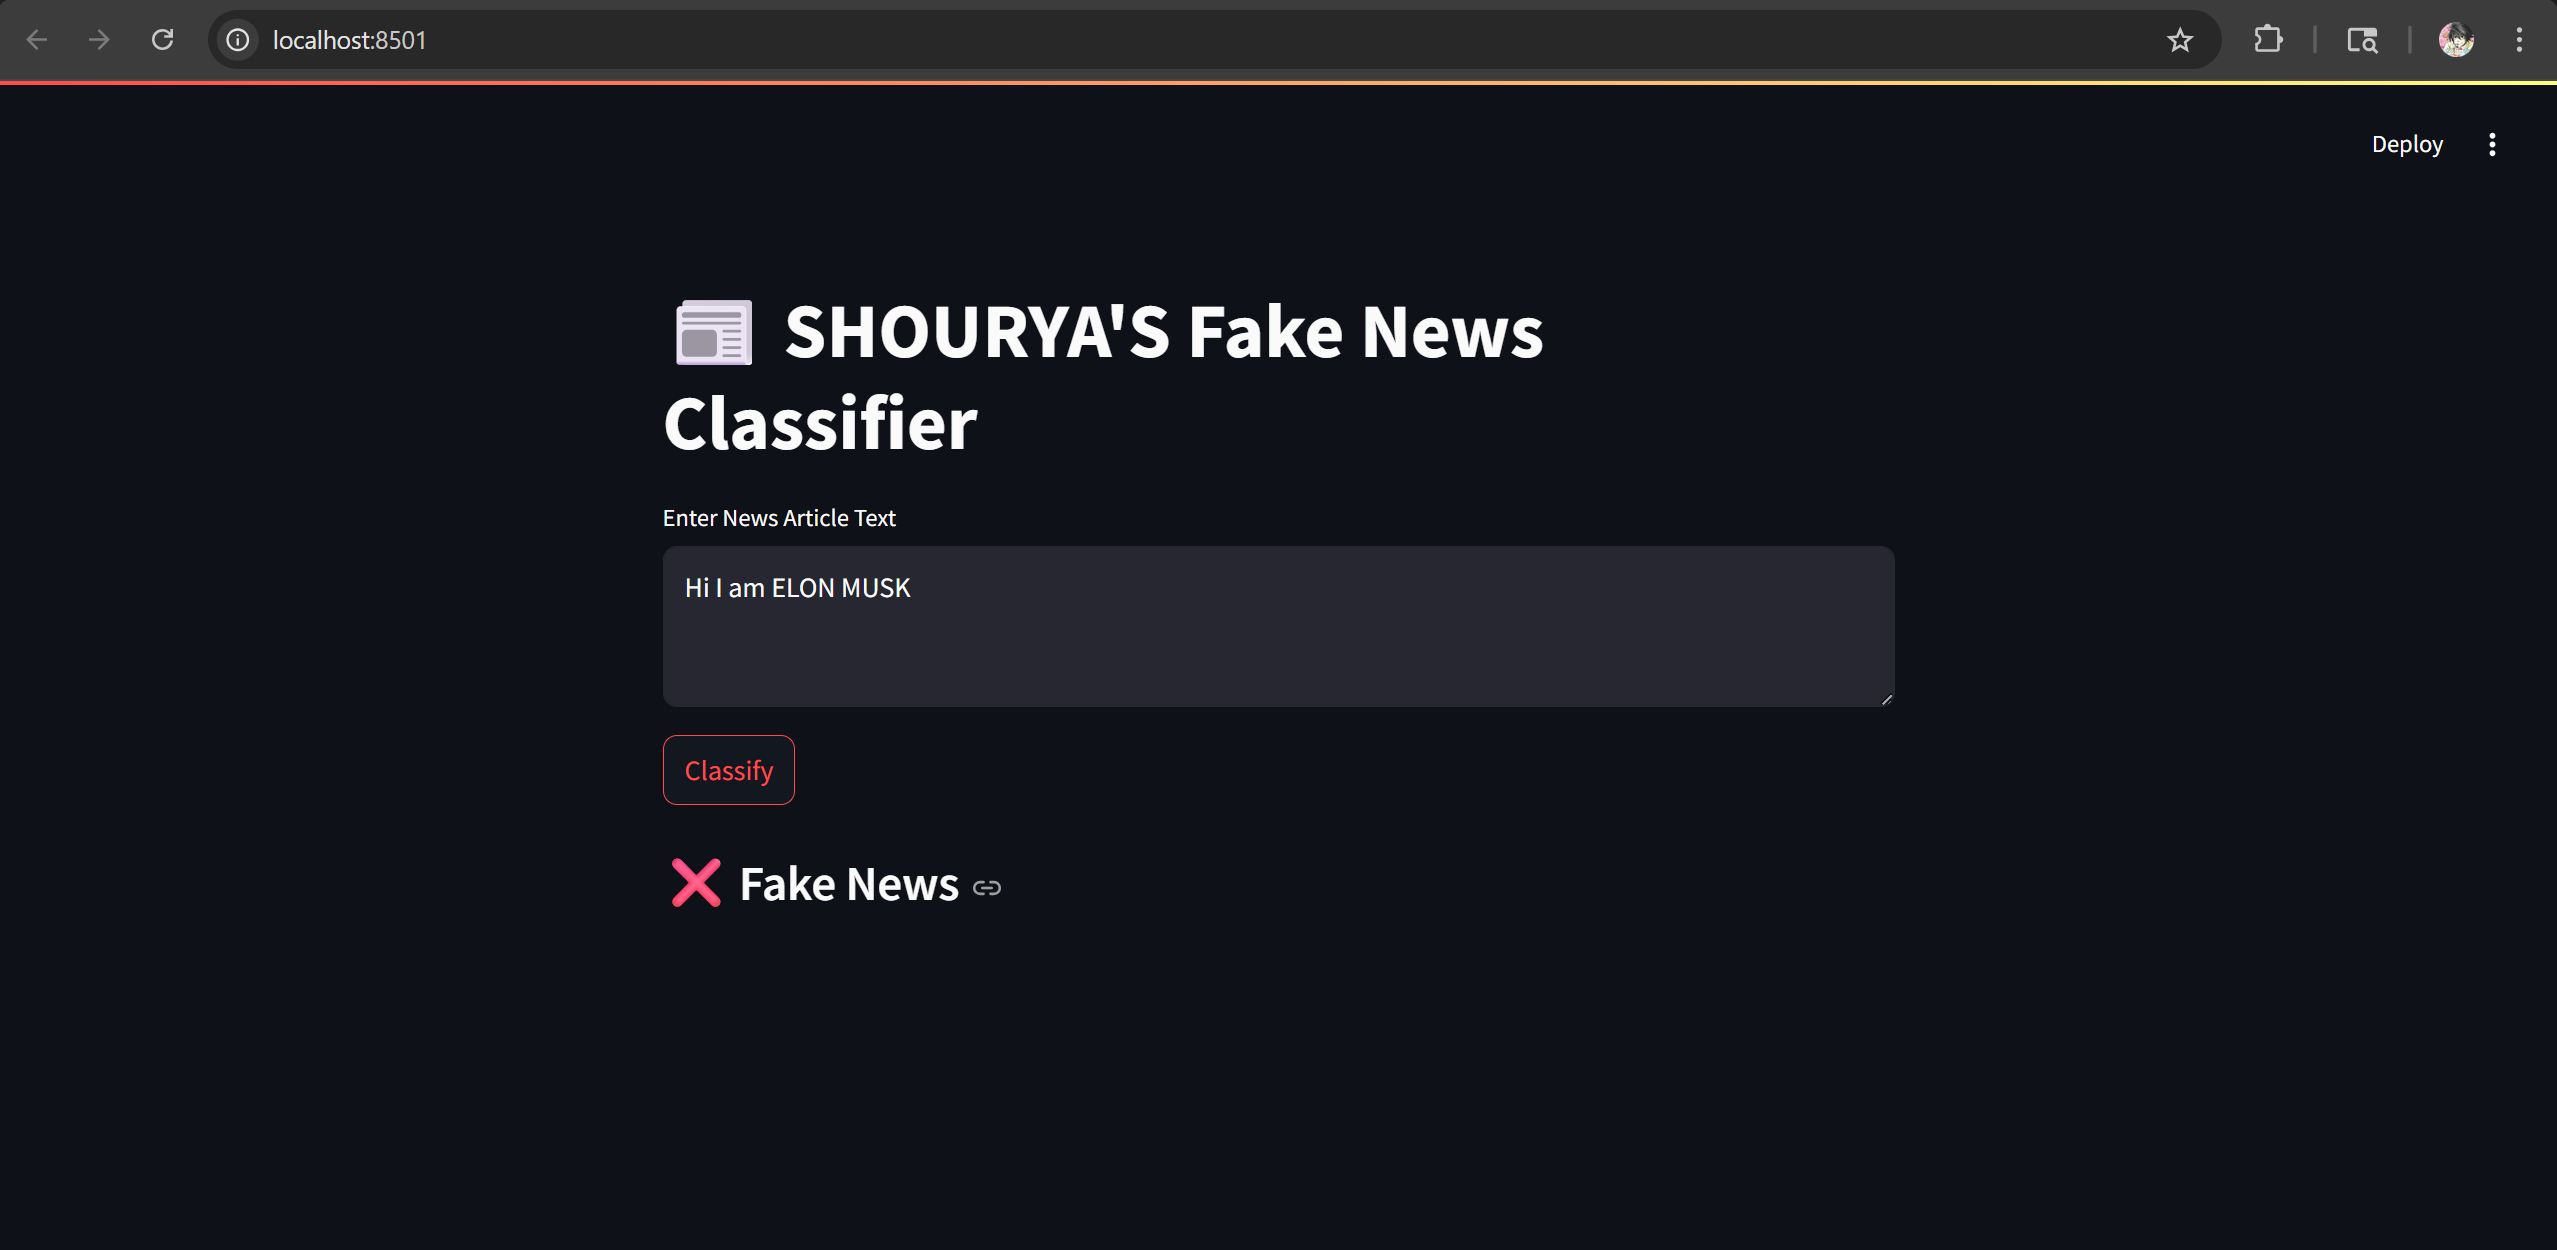 localhost:8501
Deploy
SHOURYA'S Fake News
Classifier
Enter News Article Text
Hi I am ELON MUSK
Classify
Fake News